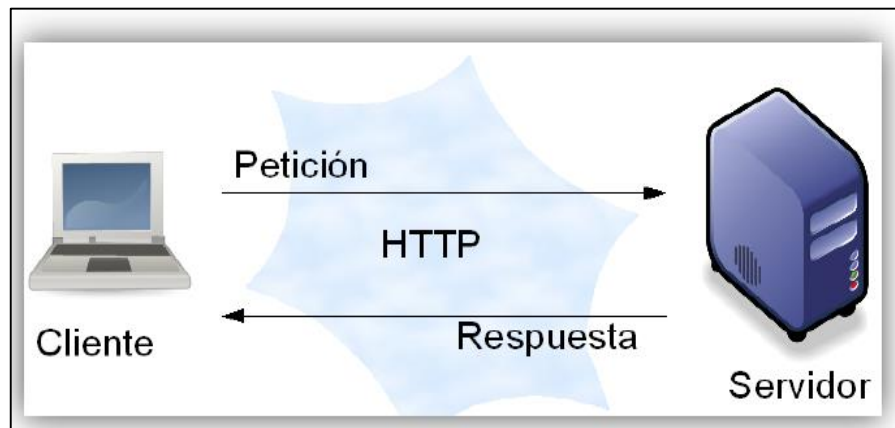 Petición
HTTP
Respuesta
Cliente
Servidor